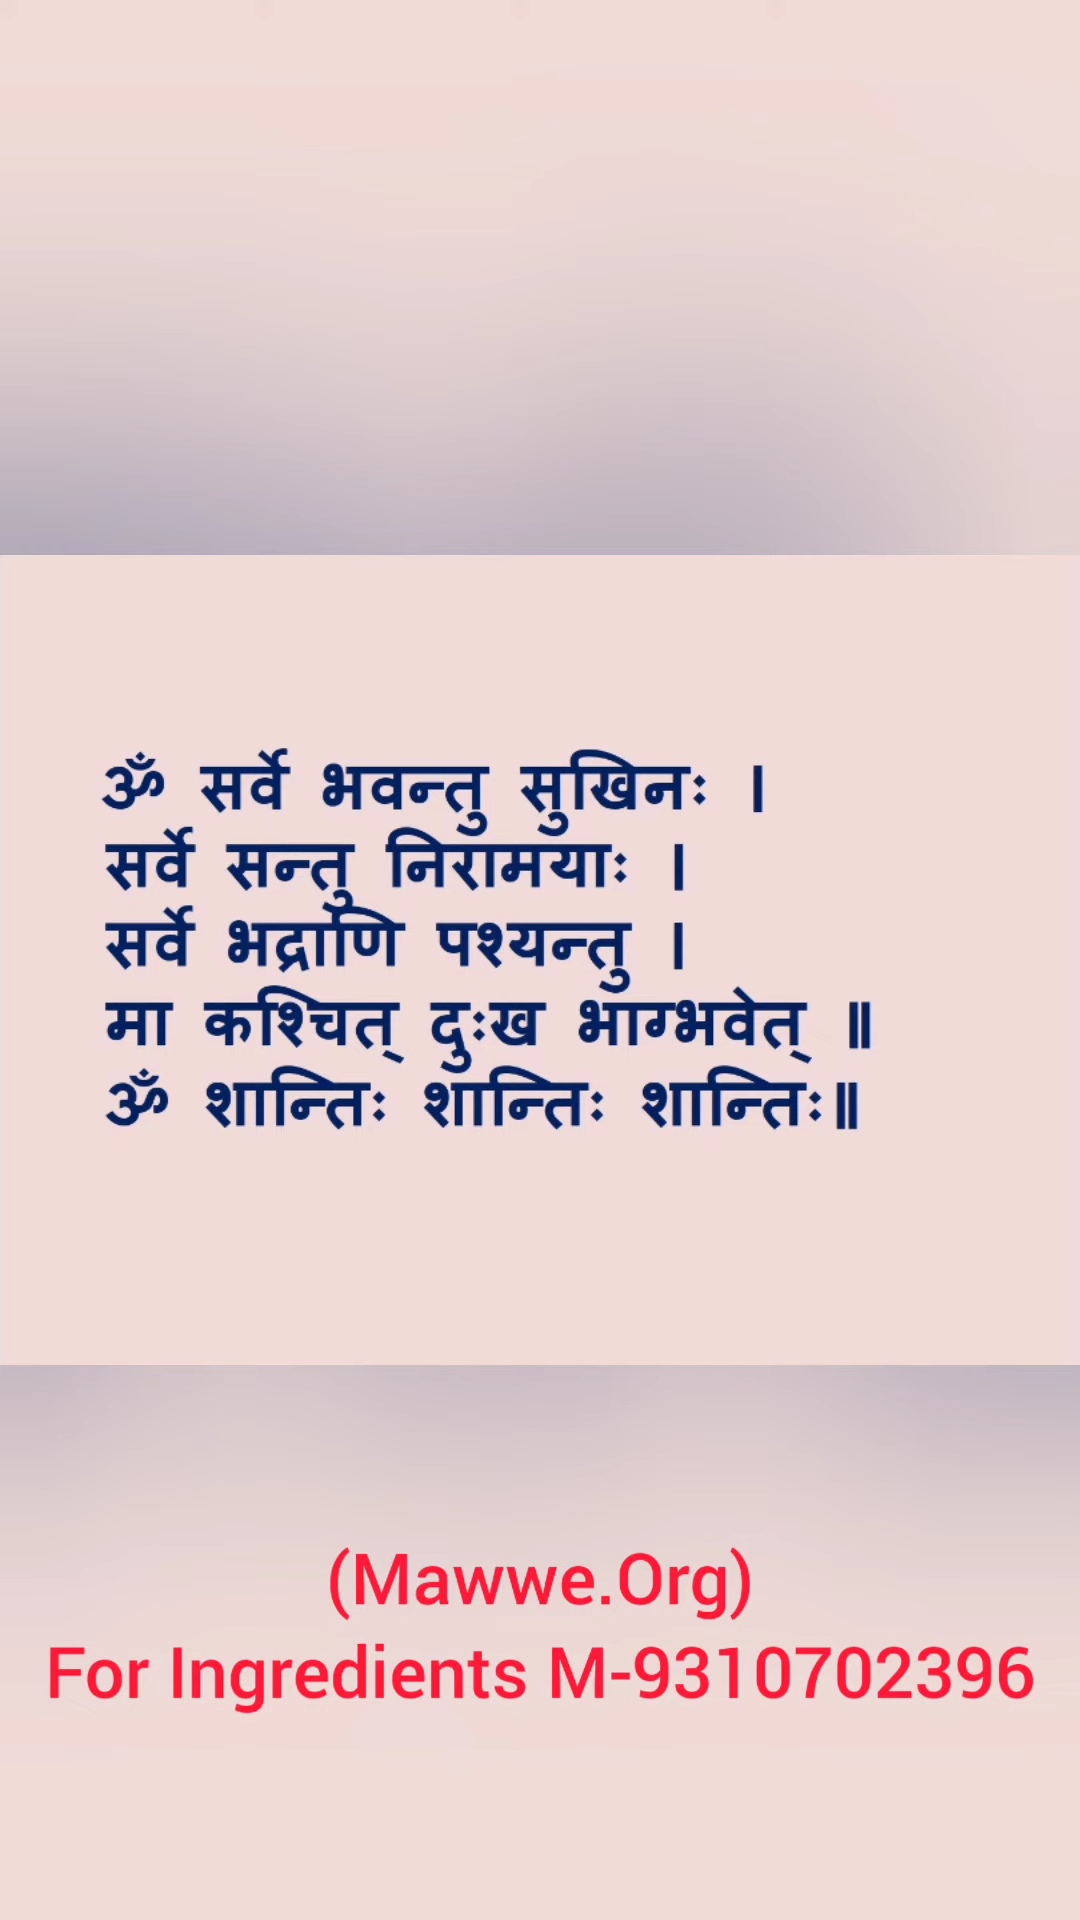 ॐ सर्वे भवन्तु सुखिनः ।
सर्वे सन्तु निरामयाः ।
सर्वे भद्राणि पश्यन्तु ।
मा कश्चित् दुःख भाग्भवेत् ॥
ॐ शान्तिः शान्तिः शान्तिः॥
(Mawwe.Org)
For Ingredients M-9310702396